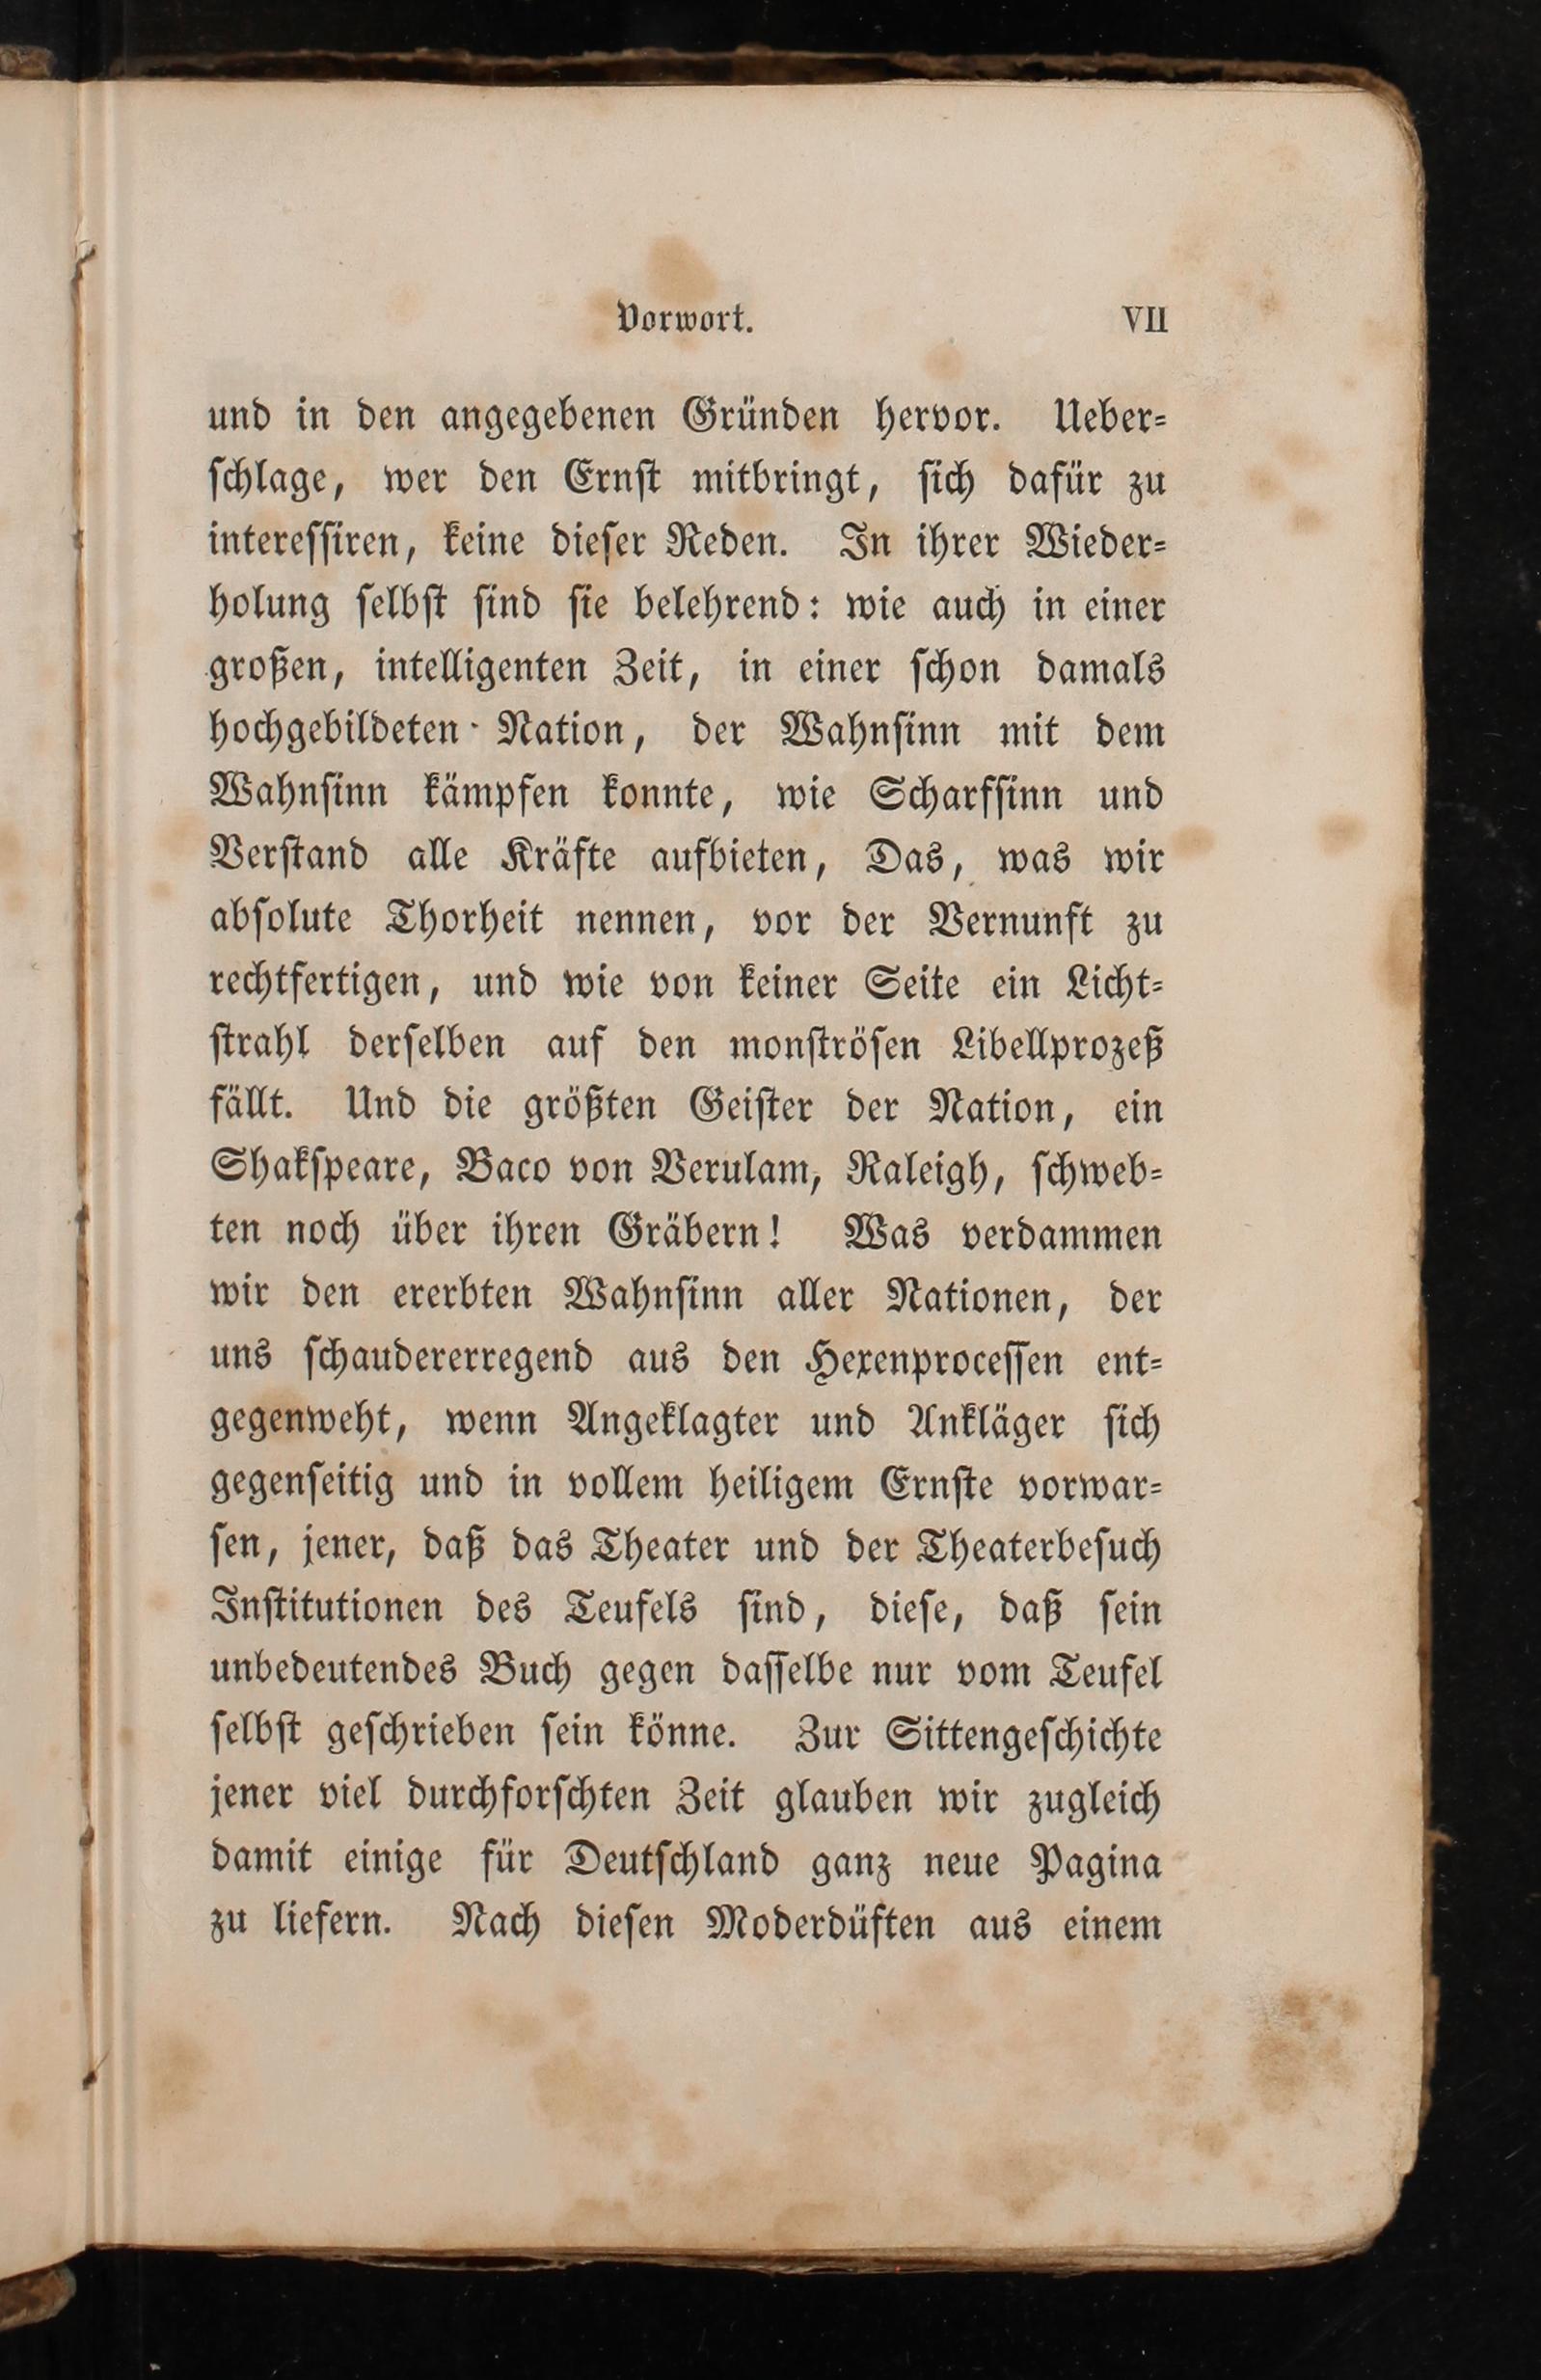 Vorwort. VII
und in den angegebenen Gründen hervor. Ueber-
schlage, wer den Ernst mitbringt, sich dafür zu
interessiren, keine dieser Reden. In ihrer Wieder-
holung selbst sind sie belehrend: wie auch in einer
großen, intelligenten Zeit, in einer schon damals
hochgebildeten Nation, der Wahnsinn mit dem
Wahnsinn kämpfen konnte, wie Scharfsinn und
Verstand alle Kräfte aufbieten, Das, was wir
absolute Thorheit nennen, vor der Vernunft zu
rechtfertigen, und wie von keiner Seite ein Licht-
strahl derselben auf den monströsen Libellprozeß
fällt. Und die größten Geister der Nation, ein
Shakspeare, Baco von Verulam, Raleigh, schweb-
ten noch über ihren Gräbern! Was verdammen
wir den ererbten Wahnsinn aller Nationen, der
uns schaudererregend aus den Hexenprocessen ent-
gegenweht, wenn Angeklagter und Ankläger sich
gegenseitig und in vollem heiligem Ernste vorwar-
sen, jener, daß das Theater und der Theaterbesuch
Institutionen des Teufels sind, diese, daß sein
unbedeutendes Buch gegen dasselbe nur vom Teufel
selbst geschrieben sein könne. Zur Sittengeschichte
jener viel durchforschten Zeit glauben wir zugleich
damit einige für Deutschland ganz neue Pagina
zu liefern. Nach diesen Moderdüften aus einem